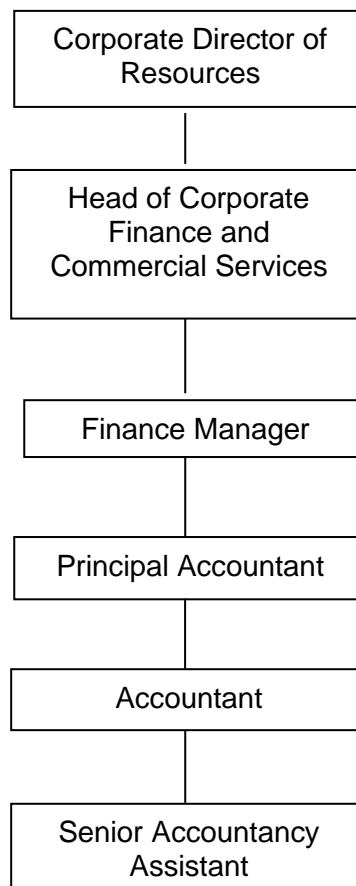 Corporate Director of
Resources
Head of Corporate
Finance and
Commercial Services
Finance Manager
Principal Accountant
Accountant
Senior Accountancy
Assistant